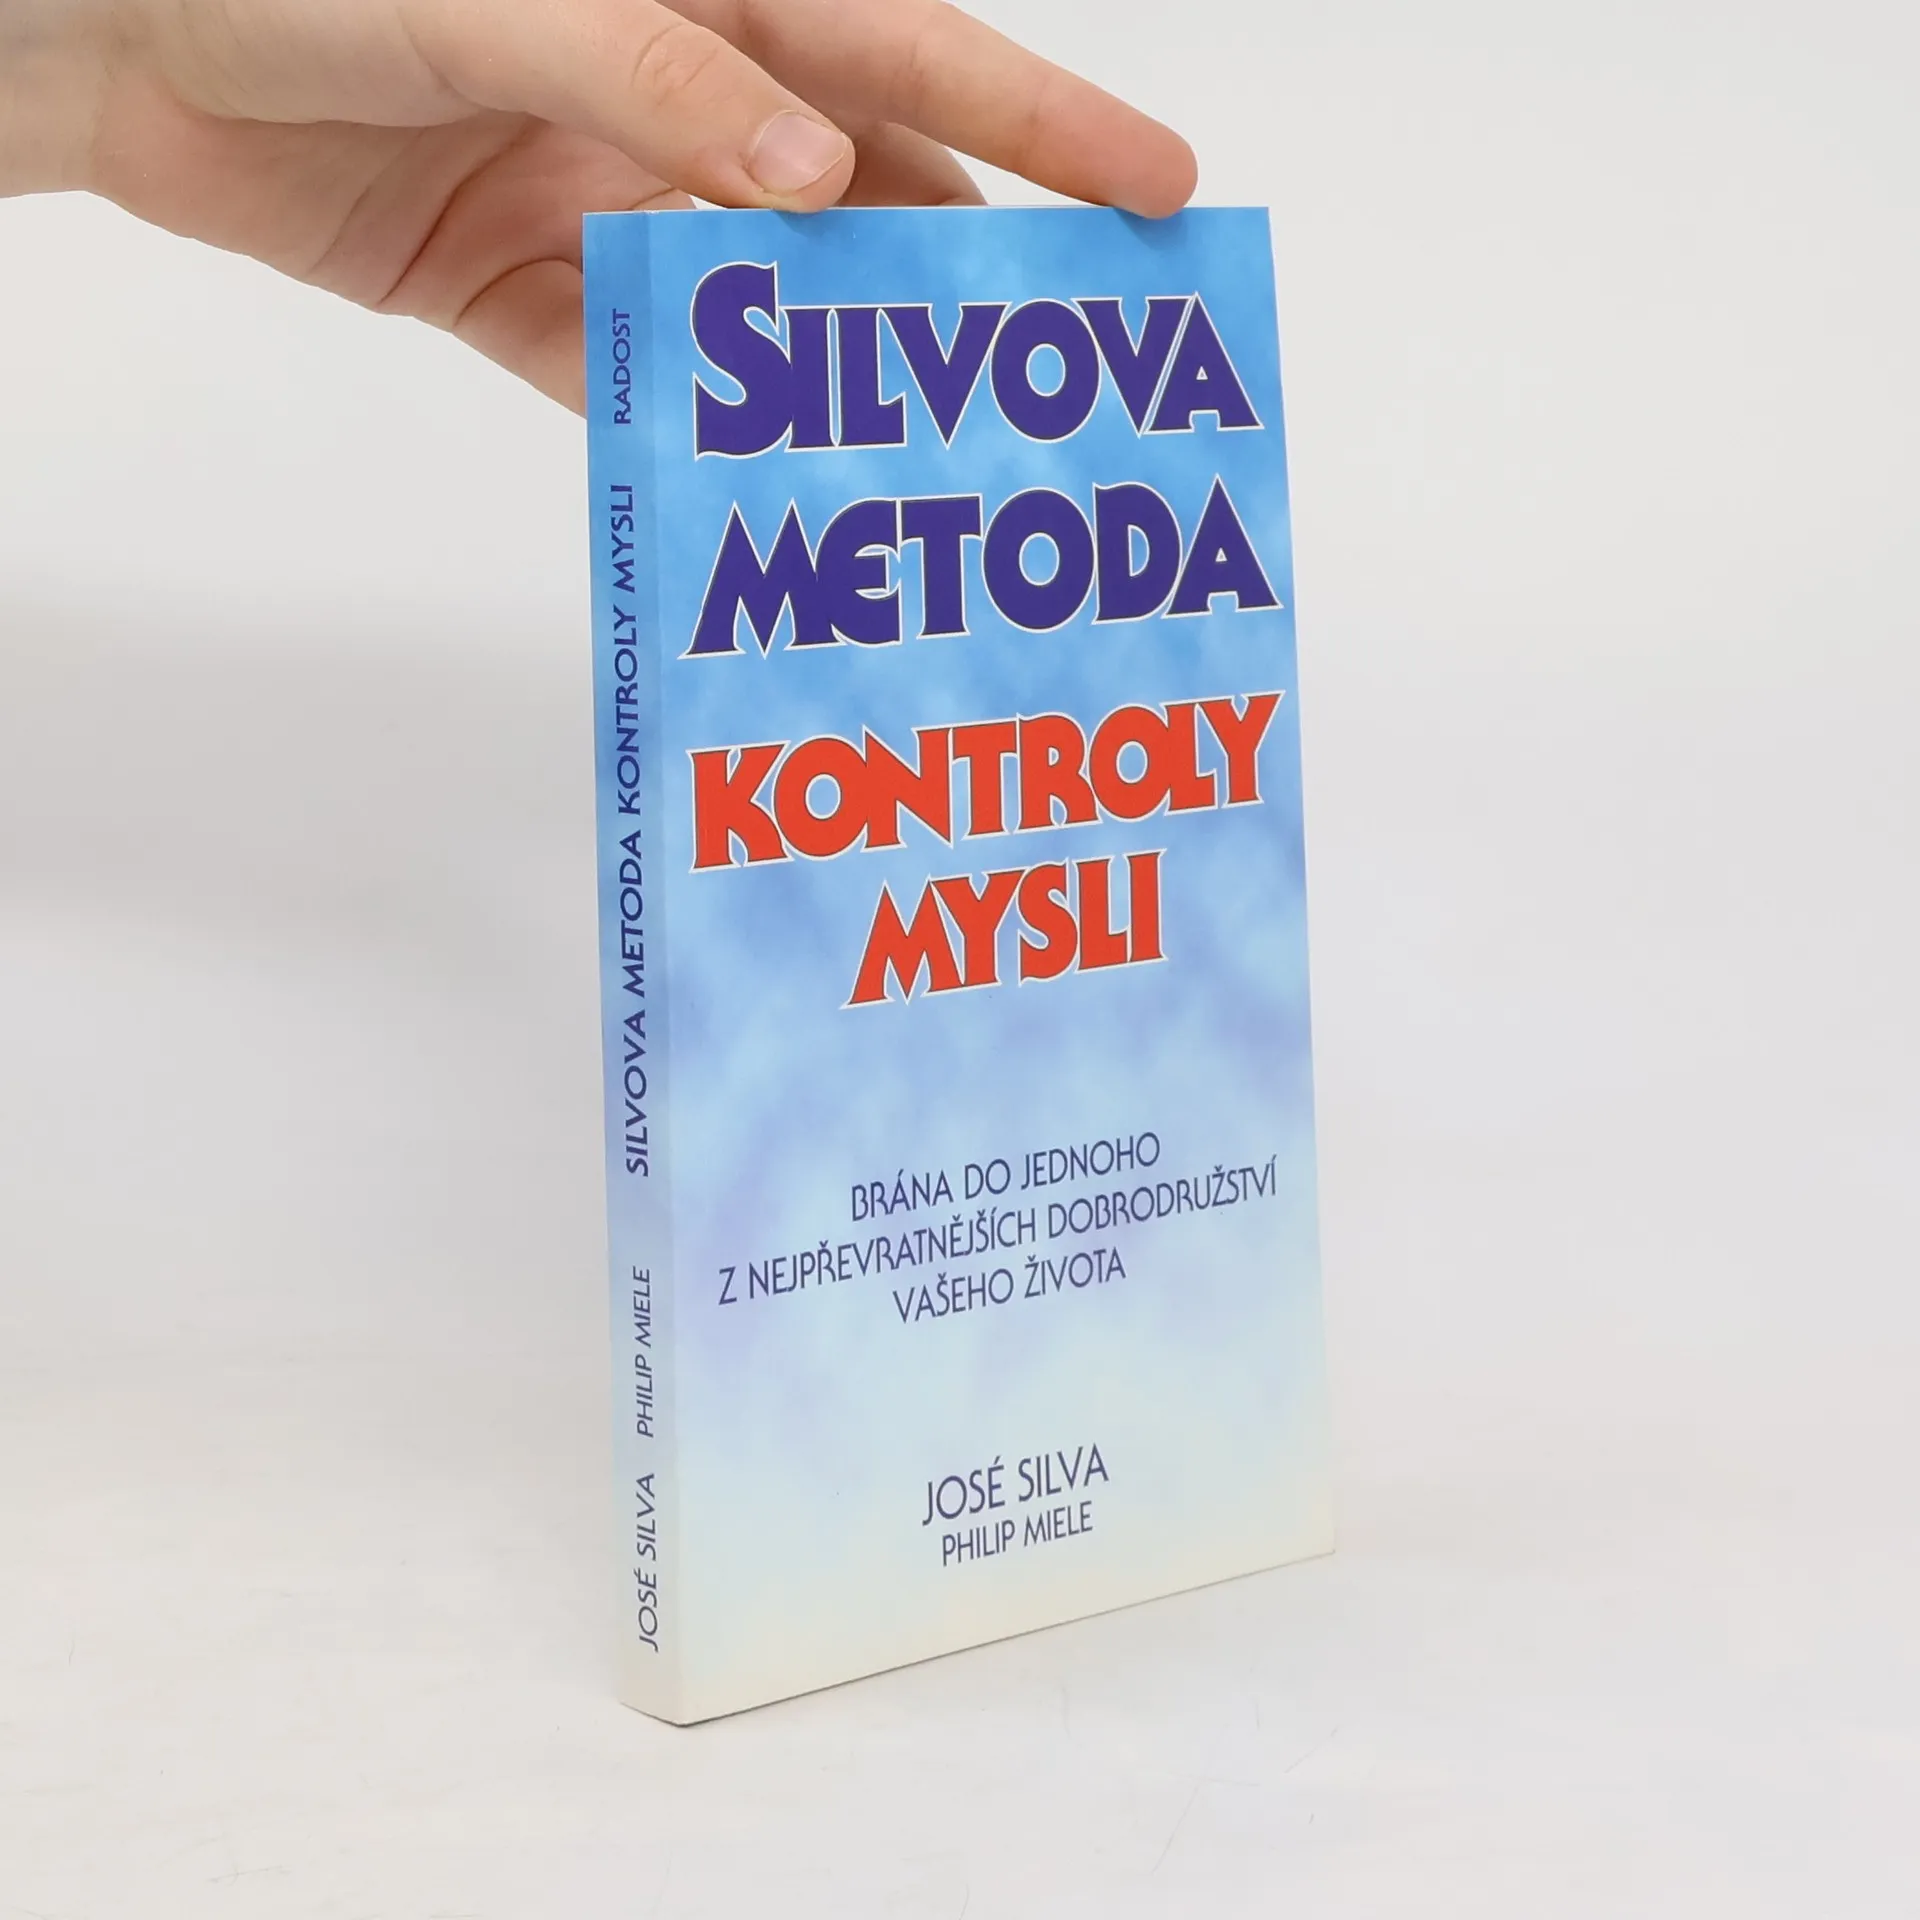 SILVOVA
METODA
KONTROLY
MYSLI
BRÁNA DO JEDNOHO
Z NEJPŘEVRATNĚJŠÍCH DOBRODRUŽSTVÍ
VAŠEHO ŽIVOTA
JOSÉ SILVA
PHILIP MIELE
JOSÉ SILVA PHILIP MIELE SILVOVA METODA KONTROLY MYSLI RADOST